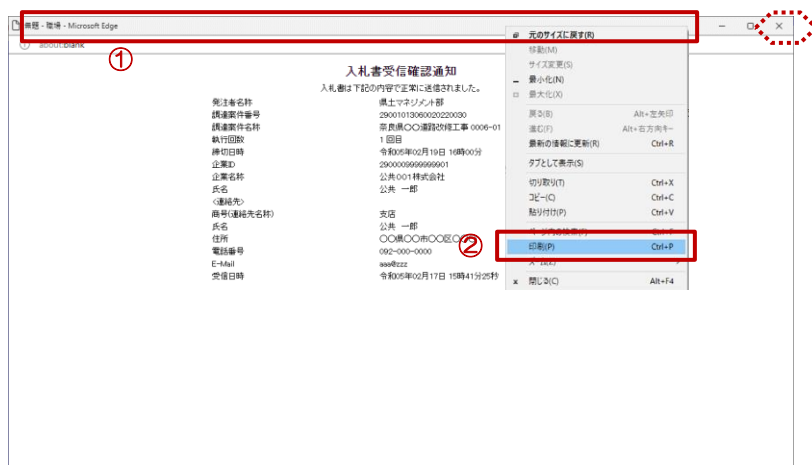 無題 - 職場 - Microsoft Edge
about:blank
①
入札書受信確認通知
入札書は下記の内容で正常に送信されました。
発注者名称 県土マネジメント部
調達案件番号 29001013060020220030
調達案件名称 奈良県〇〇道路改修工事 0006-01
執行回数 1 回目
締切日時 令和05年02月19日 16時00分
企業ID 2900009999999901
企業名称 公共001株式会社
氏名 公共 一郎
<連絡先>
商号(連絡先名称) 支店
氏名 公共 一郎
住所 〇〇県〇〇市〇〇区
電話番号 092-000-0000
E-Mail aaa@zzz
受信日時 令和05年02月17日 15時41分25秒
元のサイズに戻す(R)
移動(M)
サイズ変更(S)
最小化(N)
最大化(X)
戻る(B) Alt+左矢印
進む(F) Alt+右方向キー
最新の情報に更新(R) Ctrl+R
タブとして表示(S)
切り取り(T) Ctrl+X
コピー(C) Ctrl+C
貼り付け(P) Ctrl+V
②
印刷(P) Ctrl+P
閉じる(C) Alt+F4